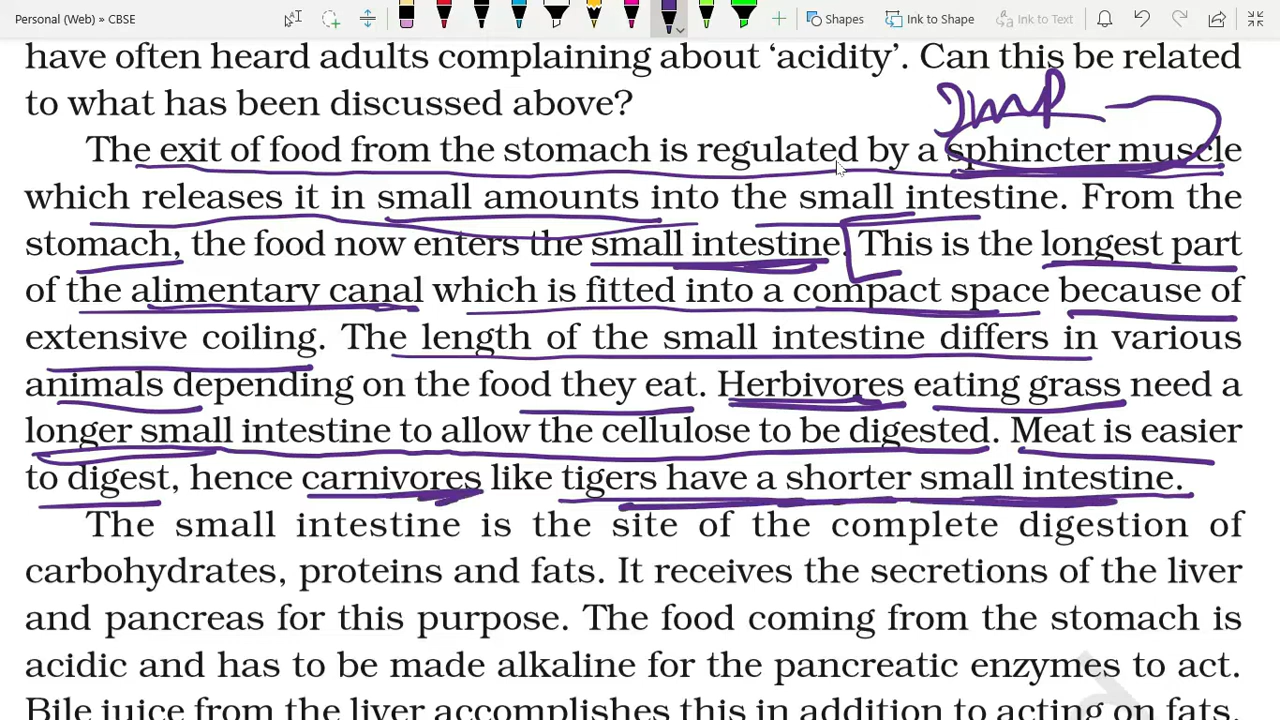 Personal (Web) » CBSE
Shapes
Ink to Shape
Ink to Text
have often heard adults complaining about ‘acidity’. Can this be related
to what has been discussed above?
Imp
The exit of food from the stomach is regulated by a sphincter muscle
which releases it in small amounts into the small intestine. From the
stomach, the food now enters the small intestine. This is the longest part
of the alimentary canal which is fitted into a compact space because of
extensive coiling. The length of the small intestine differs in various
animals depending on the food they eat. Herbivores eating grass need a
longer small intestine to allow the cellulose to be digested. Meat is easier
to digest, hence carnivores like tigers have a shorter small intestine.
The small intestine is the site of the complete digestion of
carbohydrates, proteins and fats. It receives the secretions of the liver
and pancreas for this purpose. The food coming from the stomach is
acidic and has to be made alkaline for the pancreatic enzymes to act.
Bile juice from the liver accomplishes this in addition to acting on fats.